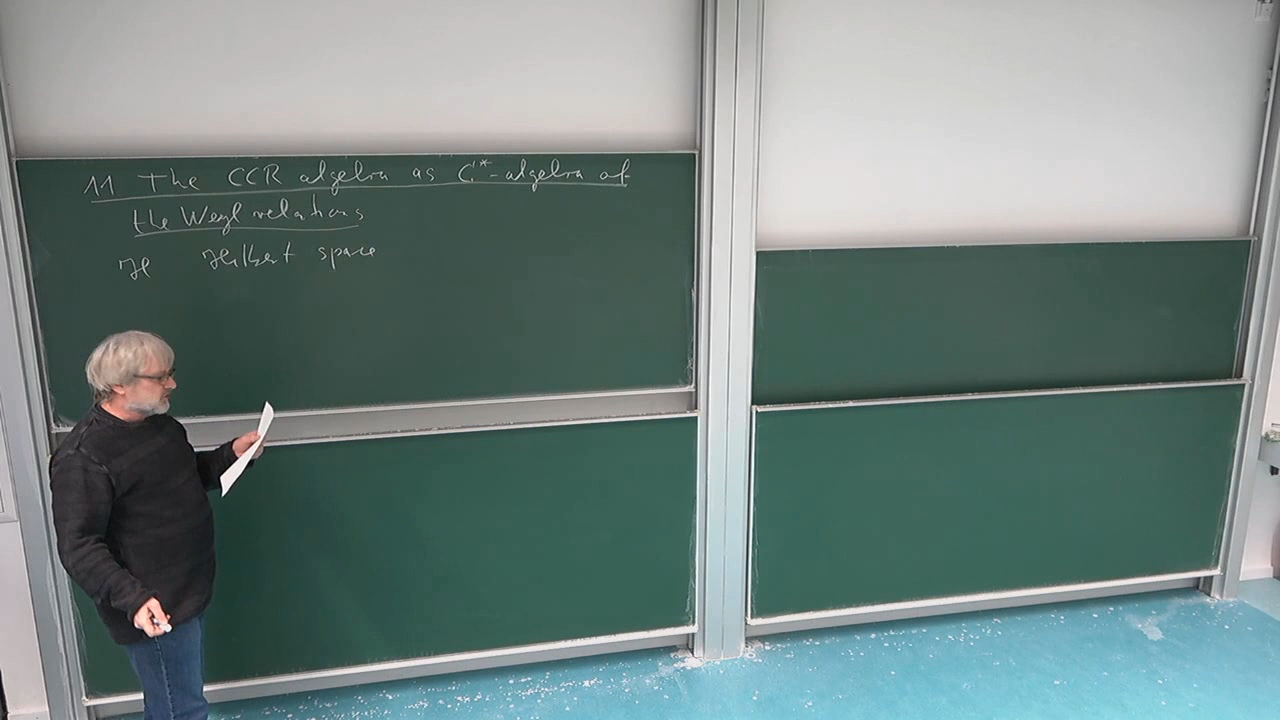 11 The CCR algebra as C*-algebra of
the Weyl relations
ℋ Hilbert space